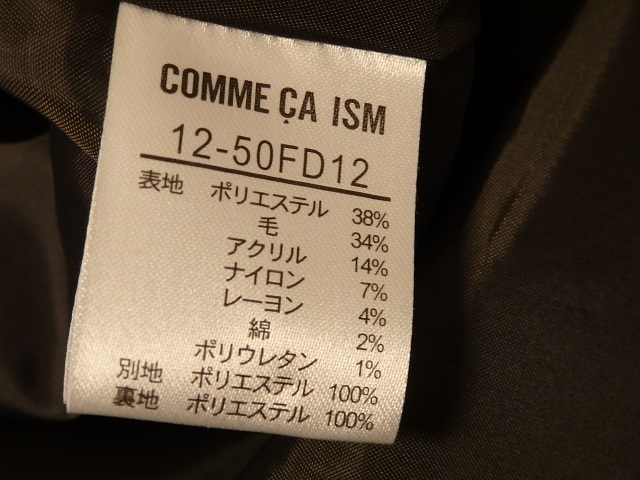 COMME ÇA ISM
12-50FD12
表地 ポリエステル 38%
毛 34%
アクリル 14%
ナイロン 7%
レーヨン 4%
綿 2%
ポリウレタン 1%
別地 ポリエステル 100%
裏地 ポリエステル 100%